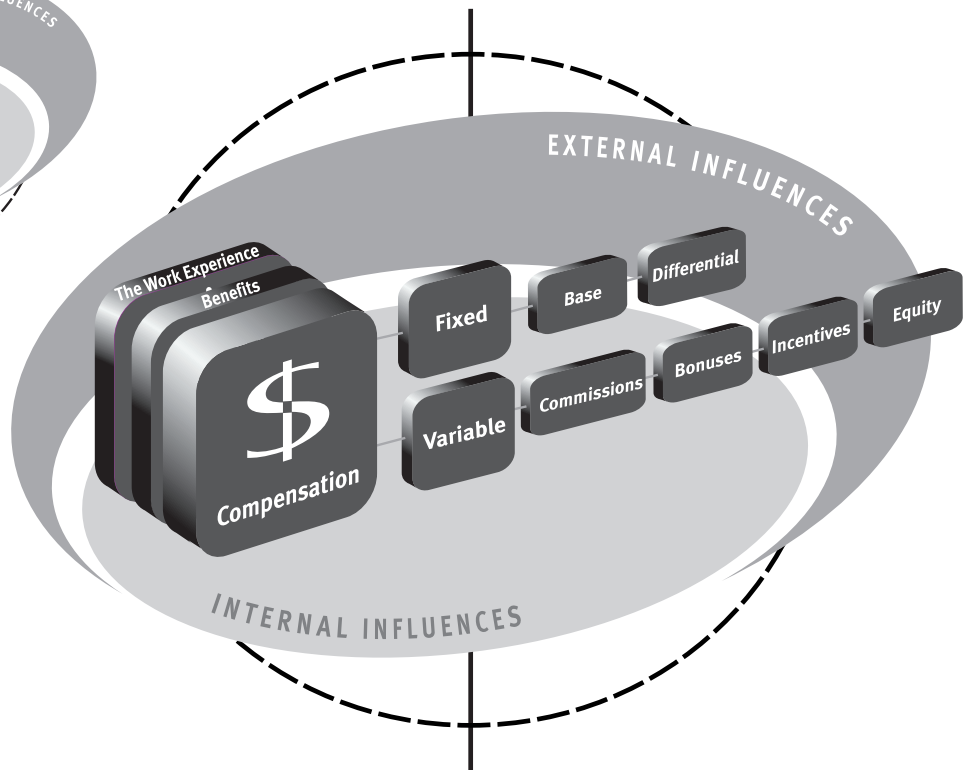 EXTERNAL INFLUENCES
The Work Experience
Benefits
$
Compensation
Fixed
Base
Differential
Variable
Commissions
Bonuses
Incentives
Equity
INTERNAL INFLUENCES